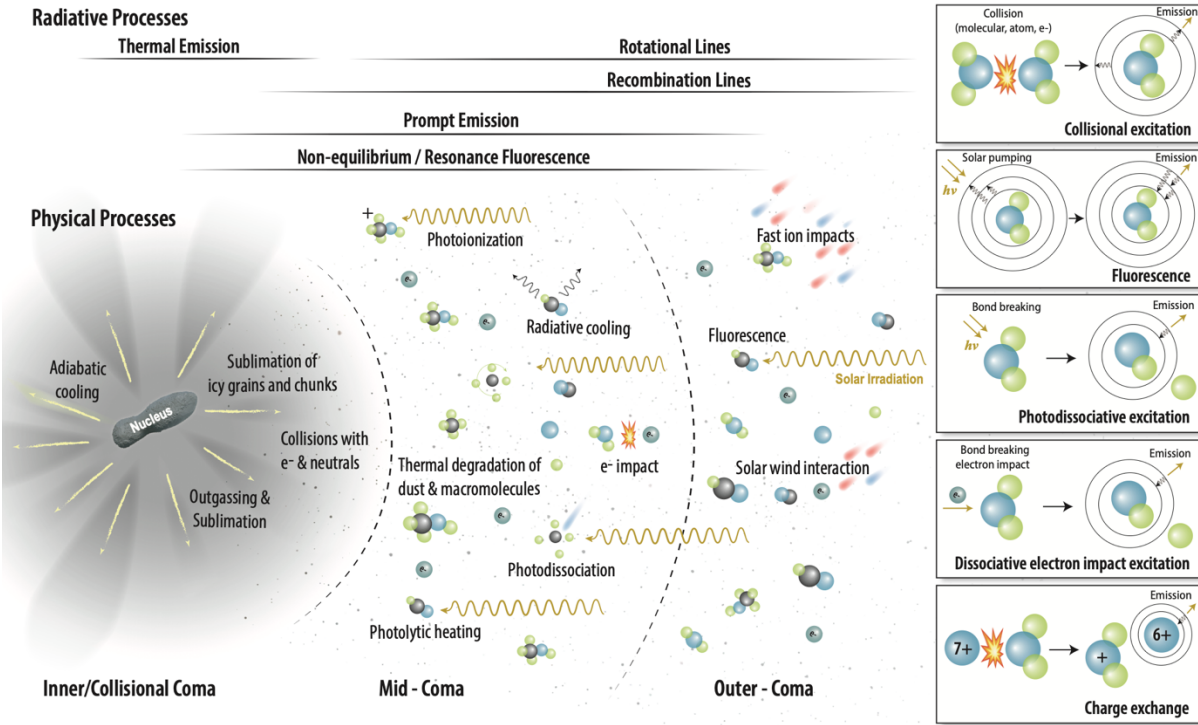 Radiative Processes
Thermal Emission
Rotational Lines
Recombination Lines
Prompt Emission
Non-equilibrium / Resonance Fluorescence
Physical Processes
Adiabatic
cooling
Nucleus
Sublimation of
icy grains and chunks
Collisions with
e- & neutrals
Outgassing &
Sublimation
Inner/Collisional Coma
+
Photoionization
e-
Radiative cooling
e-
Thermal degradation of
dust & macromolecules
e- impact
e-
e-
Photodissociation
e-
Photolytic heating
Mid - Coma
Fast ion impacts
e-
Fluorescence
Solar Irradiation
e-
Solar wind interaction
e-
e-
Outer - Coma
Collision
(molecular, atom, e-)
Emission
Collisional excitation
Solar pumping
hν
Emission
Fluorescence
Bond breaking
hν
Emission
Photodissociative excitation
Bond breaking
electron impact
e-
Emission
Dissociative electron impact excitation
Emission
7+
+
6+
Charge exchange